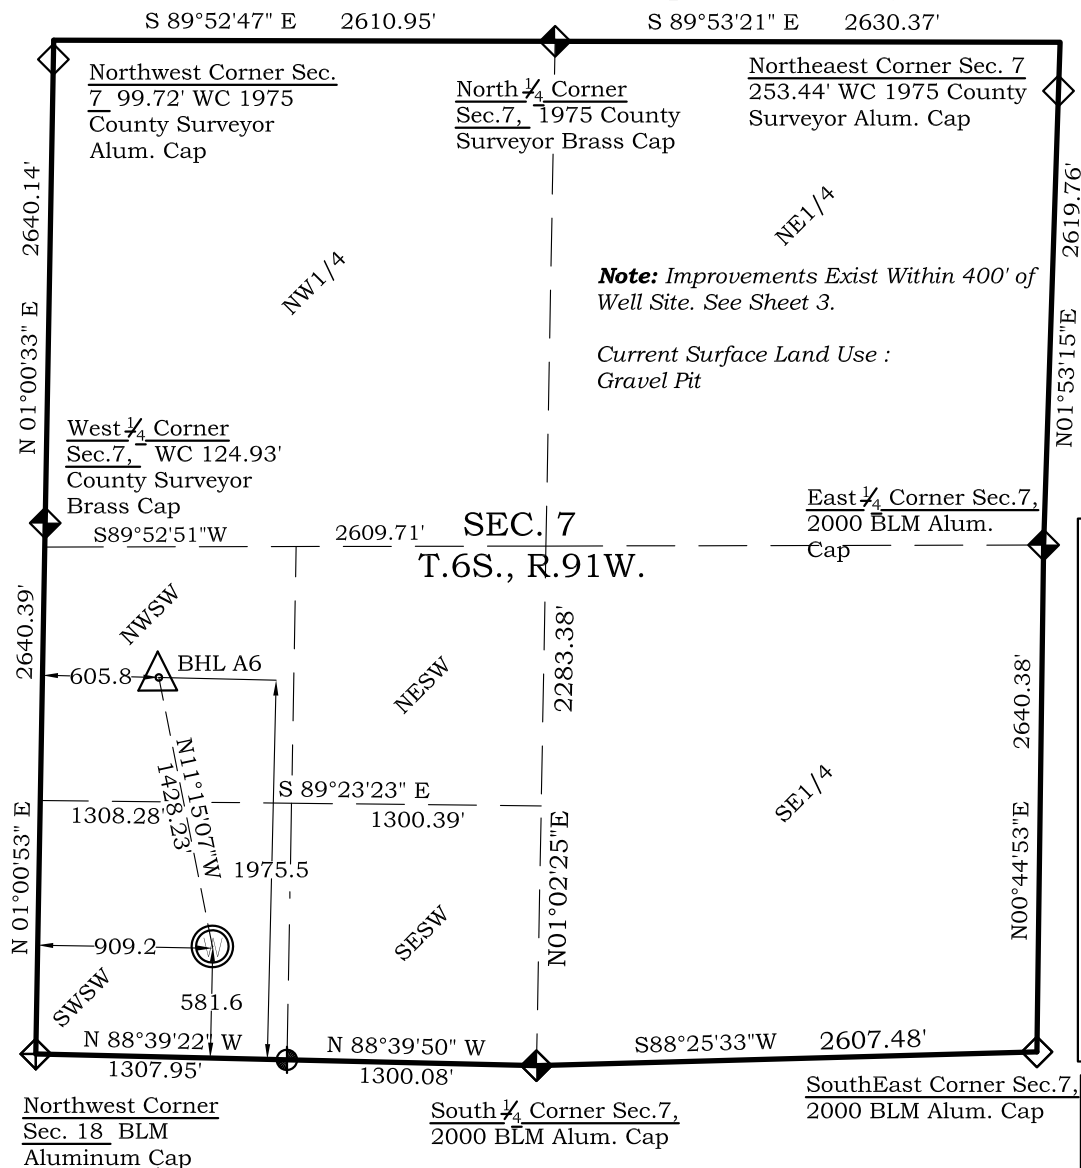 S 89°52'47" E 2610.95'
S 89°53'21" E 2630.37'
Northwest Corner Sec.
7 99.72' WC 1975
County Surveyor
Alum. Cap
North 1/4 Corner
Sec.7, 1975 County
Surveyor Brass Cap
Northeaest Corner Sec. 7
253.44' WC 1975 County
Surveyor Alum. Cap
2640.14'
N 01°00'33" E
2619.76'
N01°53'15"E
NW1/4
NE1/4
Note: Improvements Exist Within 400' of
Well Site. See Sheet 3.
Current Surface Land Use :
Gravel Pit
West 1/4 Corner
Sec.7, WC 124.93'
County Surveyor
Brass Cap
East 1/4 Corner Sec.7,
2000 BLM Alum.
Cap
S89°52'51"W 2609.71'
SEC. 7
T.6S., R.91W.
2640.39'
N 01°00'53" E
NWSW
605.8
BHL A6
NESW
2283.38'
N01°02'25"E
2640.38'
N00°44'53"E
N11°15'07"W
1428.23'
S 89°23'23" E
1308.28'
1300.39'
SE1/4
1975.5
SESW
909.2
W
581.6
SWSW
N 88°39'22" W
1307.95'
N 88°39'50" W
1300.08'
S88°25'33"W 2607.48'
Northwest Corner
Sec. 18 BLM
Aluminum Cap
South 1/4 Corner Sec.7,
2000 BLM Alum. Cap
SouthEast Corner Sec.7,
2000 BLM Alum. Cap